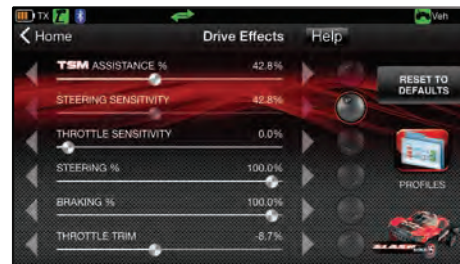 TX
Veh
Home
Drive Effects
Help
TSM ASSISTANCE %
42.8%
STEERING SENSITIVITY
42.8%
RESET TO
DEFAULTS
THROTTLE SENSITIVITY
0.0%
STEERING %
100.0%
PROFILES
BRAKING %
100.0%
THROTTLE TRIM
-8.7%
SLASH